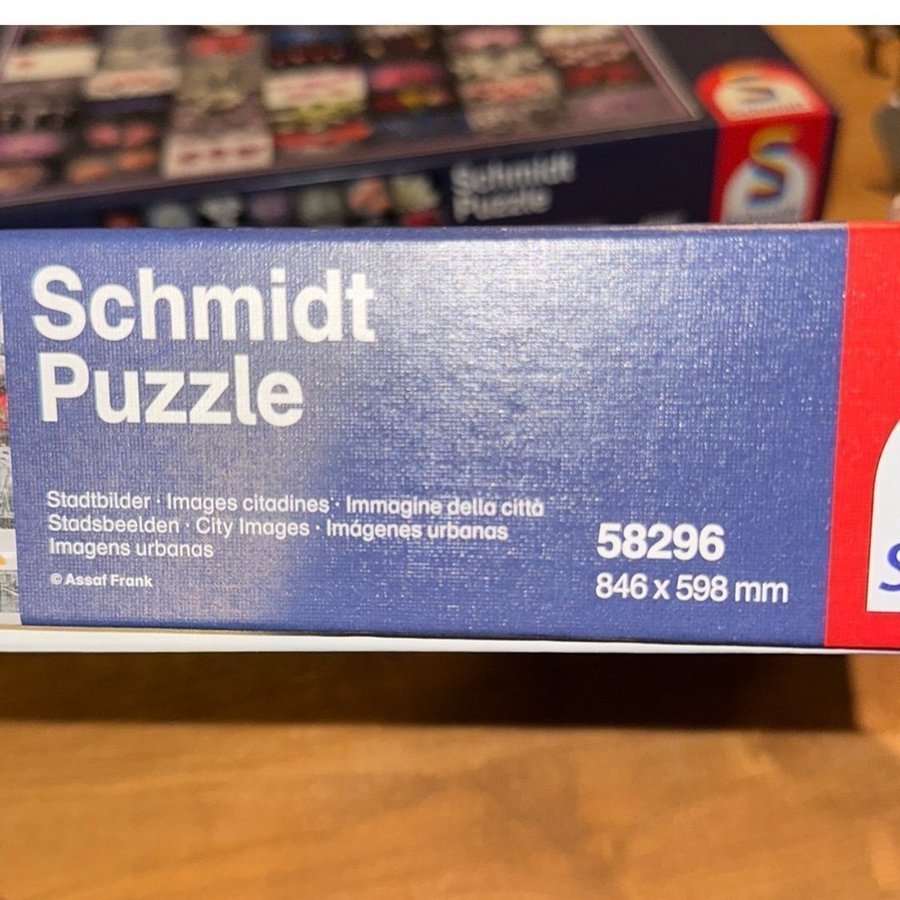 Schmidt
Puzzle
Schmidt
Puzzle
Stadtbilder · Images citadines · Immagine della città
Stadsbeelden · City Images · Imágenes urbanas
Imagens urbanas
© Assaf Frank
58296
846 x 598 mm